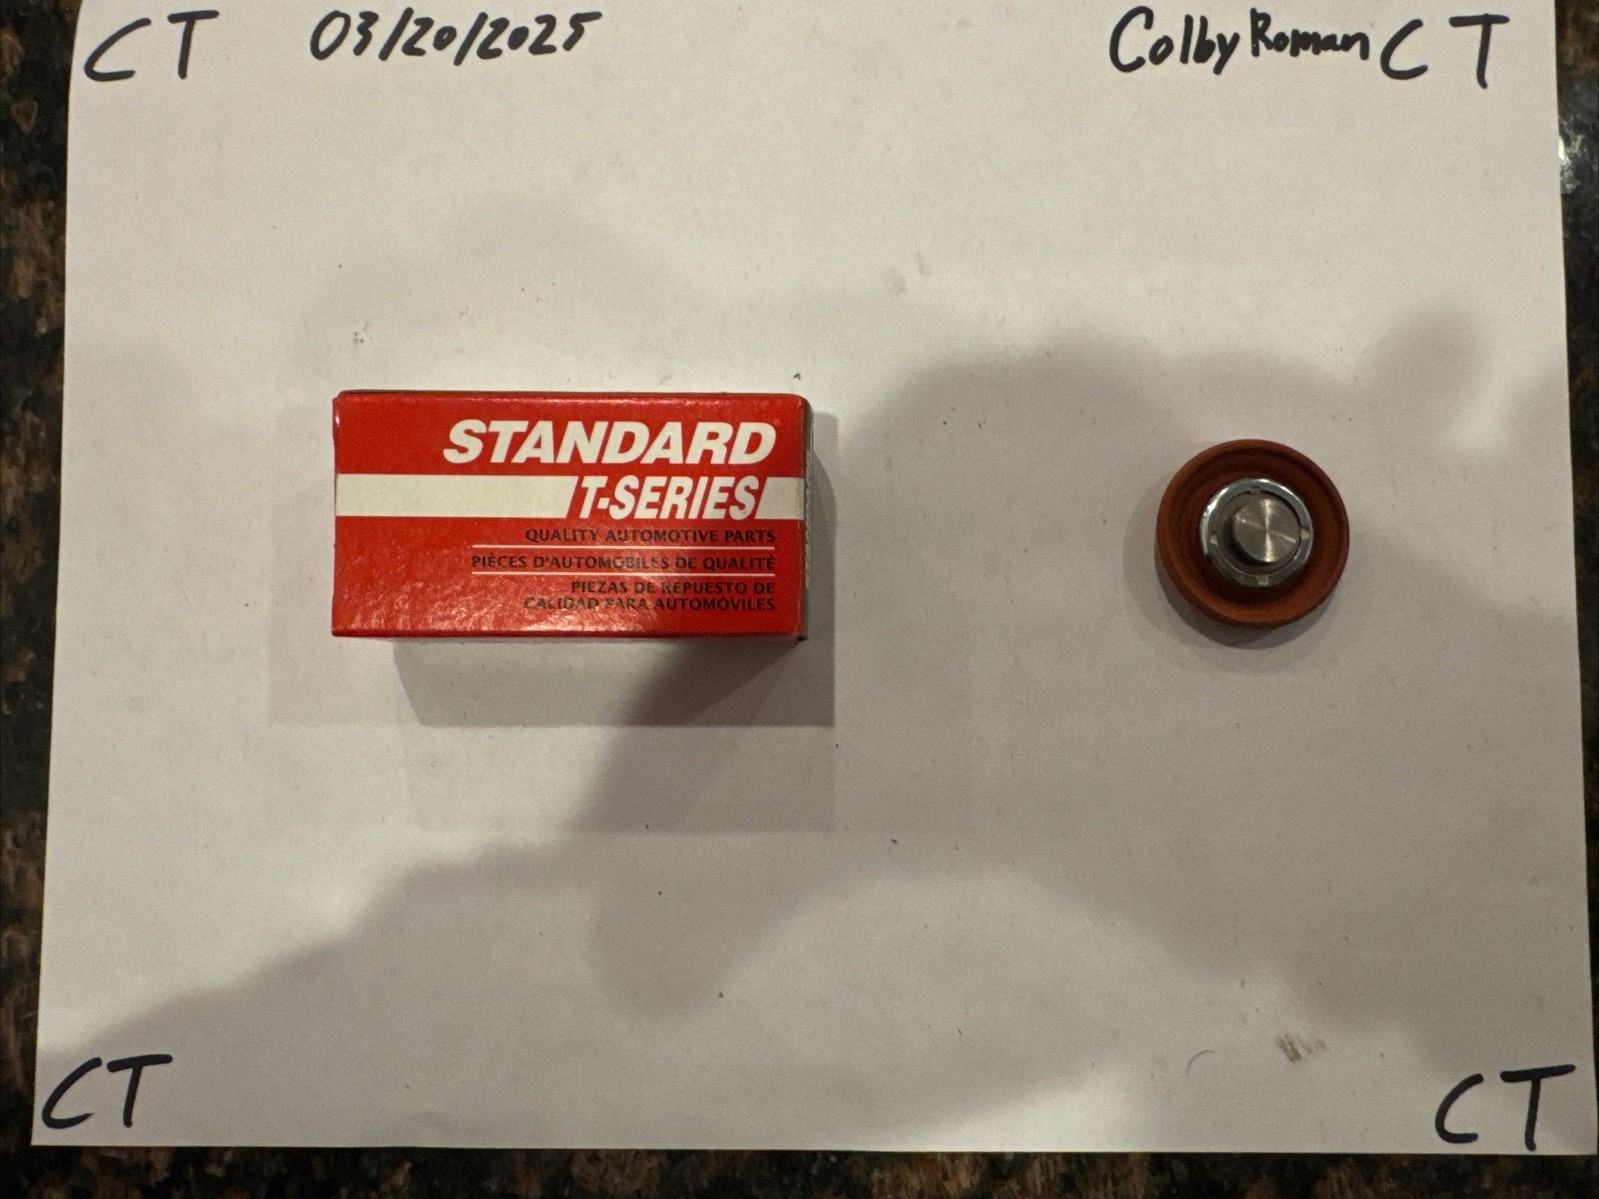 CT 03/20/2025 Colby Roman CT
STANDARD
T-SERIES
QUALITY AUTOMOTIVE PARTS
PIÈCES D'AUTOMOBILES DE QUALITÉ
PIEZAS DE REPUESTO DE
CALIDAD PARA AUTOMÓVILES
CT CT